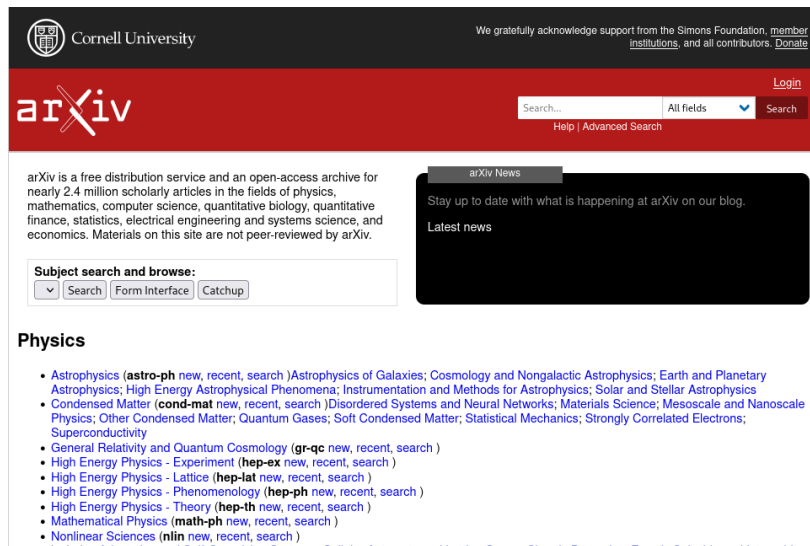 Cornell University
We gratefully acknowledge support from the Simons Foundation, member
institutions, and all contributors. Donate
Login
arXiv
Search...
All fields
Search
Help | Advanced Search
arXiv is a free distribution service and an open-access archive for
nearly 2.4 million scholarly articles in the fields of physics,
mathematics, computer science, quantitative biology, quantitative
finance, statistics, electrical engineering and systems science, and
economics. Materials on this site are not peer-reviewed by arXiv.
Subject search and browse:
Search Form Interface Catchup
arXiv News
Stay up to date with what is happening at arXiv on our blog.
Latest news
Physics
• Astrophysics (astro-ph new, recent, search )Astrophysics of Galaxies; Cosmology and Nongalactic Astrophysics; Earth and Planetary
Astrophysics; High Energy Astrophysical Phenomena; Instrumentation and Methods for Astrophysics; Solar and Stellar Astrophysics
• Condensed Matter (cond-mat new, recent, search )Disordered Systems and Neural Networks; Materials Science; Mesoscale and Nanoscale
Physics; Other Condensed Matter; Quantum Gases; Soft Condensed Matter; Statistical Mechanics; Strongly Correlated Electrons;
Superconductivity
• General Relativity and Quantum Cosmology (gr-qc new, recent, search )
• High Energy Physics - Experiment (hep-ex new, recent, search )
• High Energy Physics - Lattice (hep-lat new, recent, search )
• High Energy Physics - Phenomenology (hep-ph new, recent, search )
• High Energy Physics - Theory (hep-th new, recent, search )
• Mathematical Physics (math-ph new, recent, search )
• Nonlinear Sciences (nlin new, recent, search )